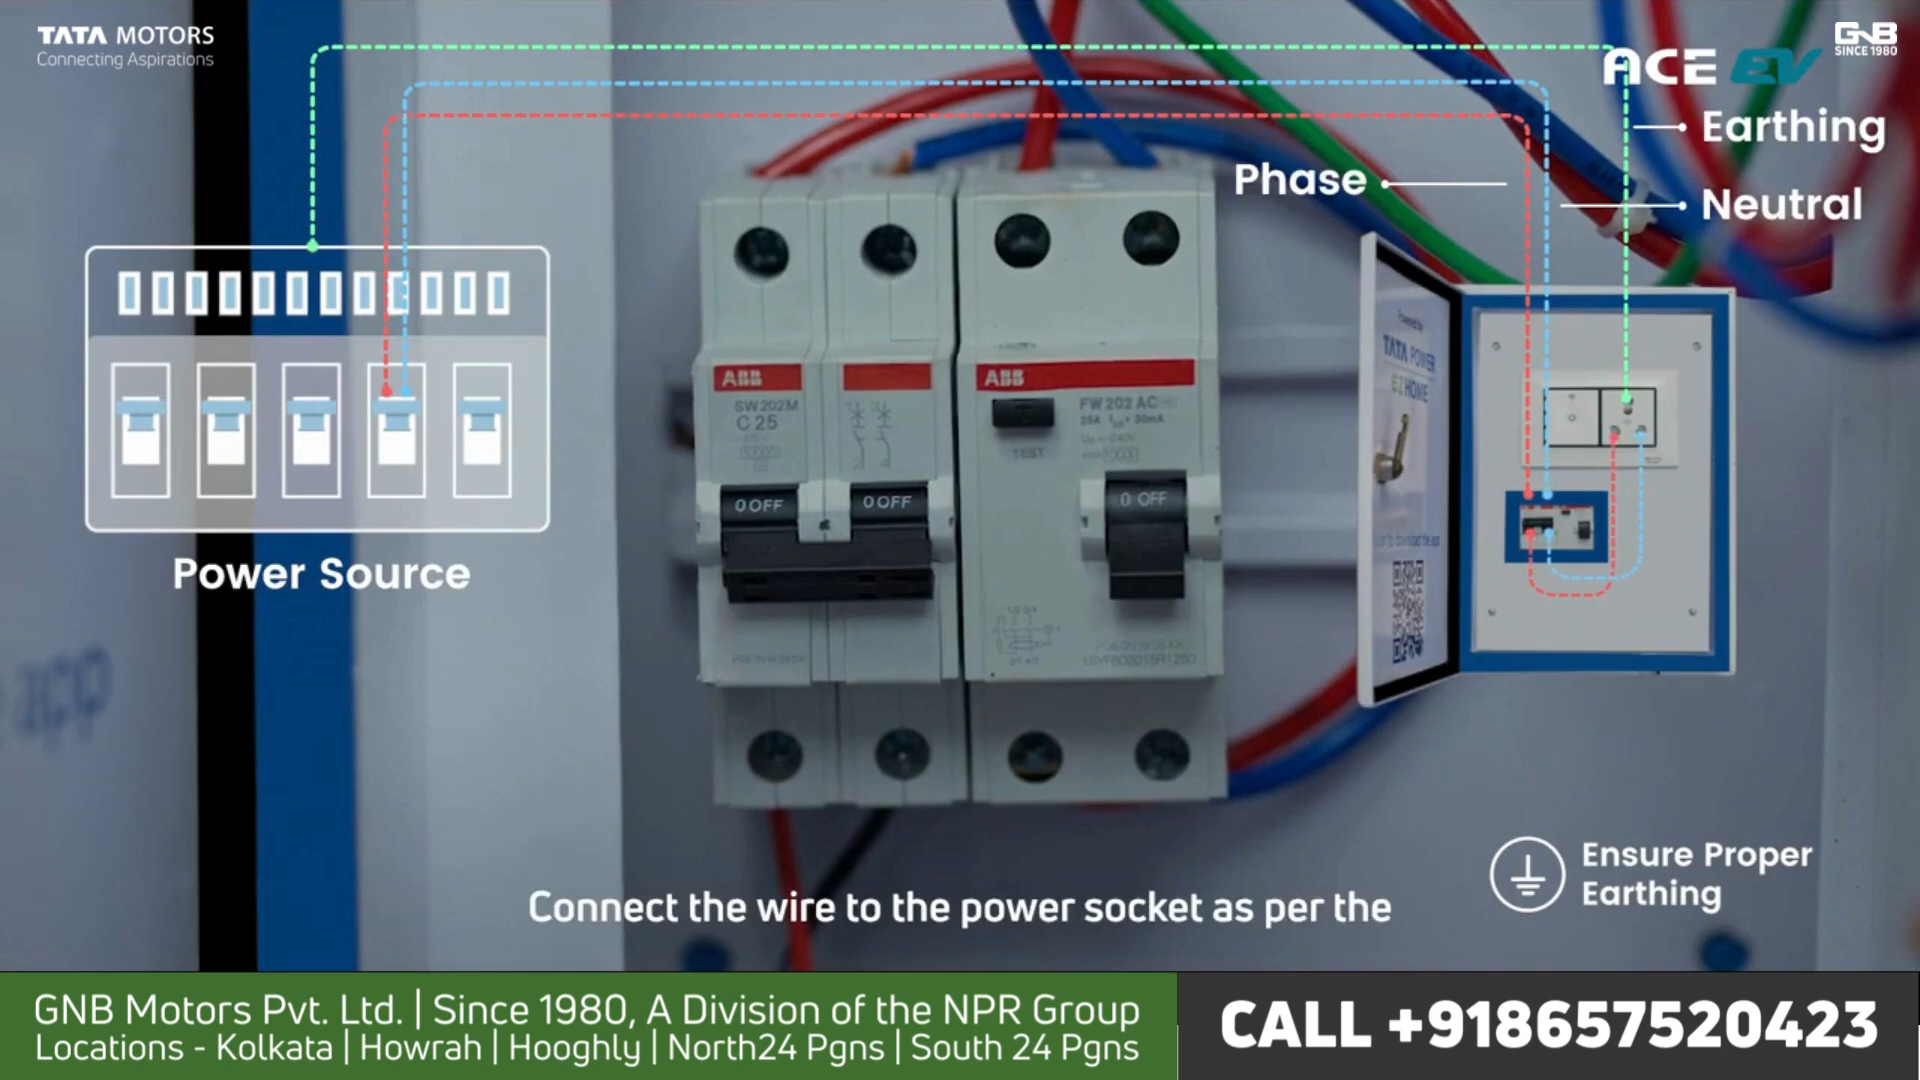 TATA MOTORS
Connecting Aspirations
GNB
SINCE 1980
ACE EV
Earthing
Phase
Neutral
Power Source
ABB
SW202M
C25
0 OFF
0 OFF
ABB
FW 202 AC
25A
TEST
0 OFF
TATA POWER
EZ HOME
Ensure Proper
Earthing
Connect the wire to the power socket as per the
GNB Motors Pvt. Ltd. | Since 1980, A Division of the NPR Group
Locations - Kolkata | Howrah | Hooghly | North24 Pgns | South 24 Pgns
CALL +918657520423